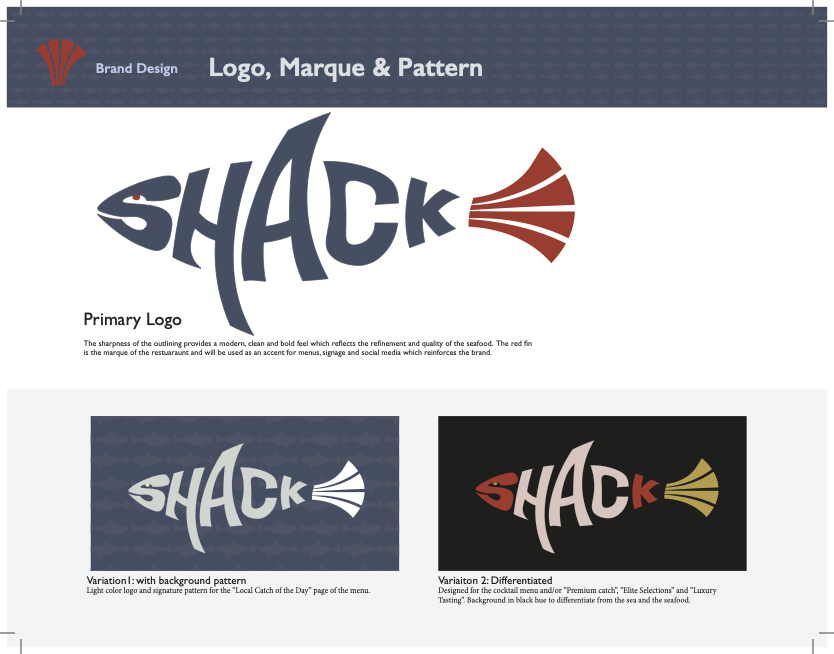 Brand Design
Logo, Marque & Pattern
SHACK
Primary Logo
The sharpness of the outlining provides a modern, clean and bold feel which reflects the refinement and quality of the seafood. The red fin
is the marque of the restuaraunt and will be used as an accent for menus, signage and social media which reinforces the brand.
SHACK
SHACK
Variation1: with background pattern
Light color logo and signature pattern for the "Local Catch of the Day" page of the menu.
Variaiton 2: Differentiated
Designed for the cocktail menu and/or "Premium catch", "Elite Selections" and "Luxury
Tasting". Background in black hue to differentiate from the sea and the seafood.